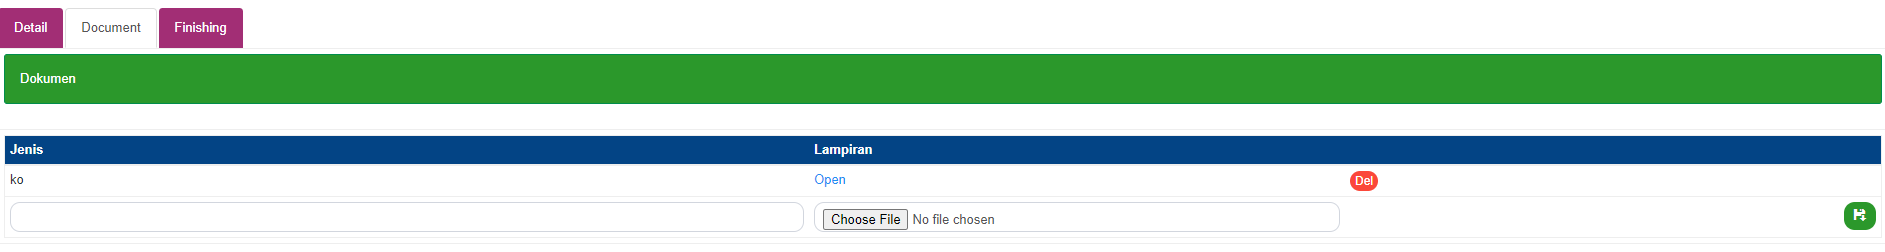 Detail Document Finishing
Dokumen
Jenis Lampiran
ko Open Del
Choose File No file chosen